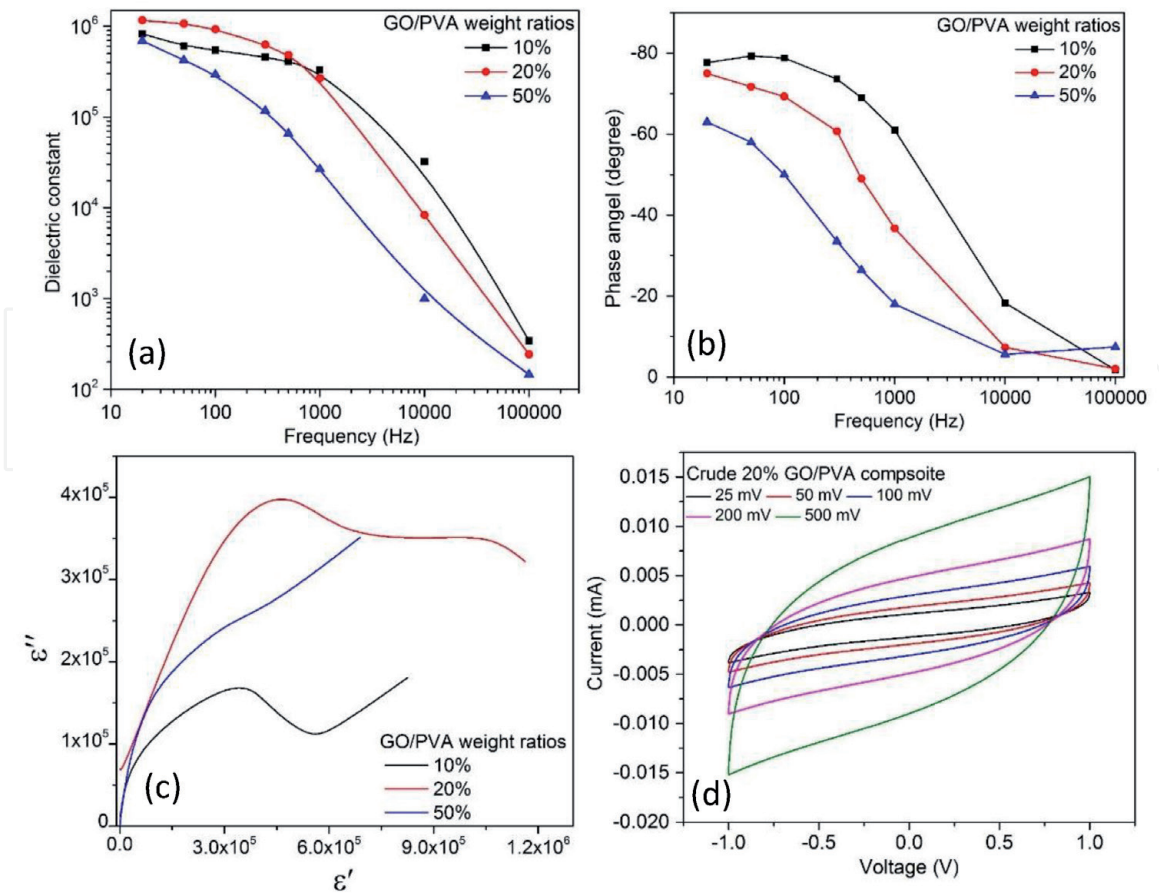 GO/PVA weight ratios
10%
20%
50%
10⁶
10⁵
10⁴
10³
10²
Dielectric constant
(a)
10
100
1000
10000
100000
Frequency (Hz)
GO/PVA weight ratios
10%
20%
50%
-80
-60
-40
-20
0
Phase angel (degree)
(b)
10
100
1000
10000
100000
Frequency (Hz)
4x10⁵
3x10⁵
2x10⁵
1x10⁵
0
ε''
GO/PVA weight ratios
10%
20%
50%
(c)
0.0
3.0x10⁵
6.0x10⁵
9.0x10⁵
1.2x10⁶
ε'
Crude 20% GO/PVA compsoite
25 mV 50 mV 100 mV
200 mV 500 mV
0.015
0.010
0.005
0.000
-0.005
-0.010
-0.015
-0.020
Current (mA)
(d)
-1.0
-0.5
0.0
0.5
1.0
Voltage (V)